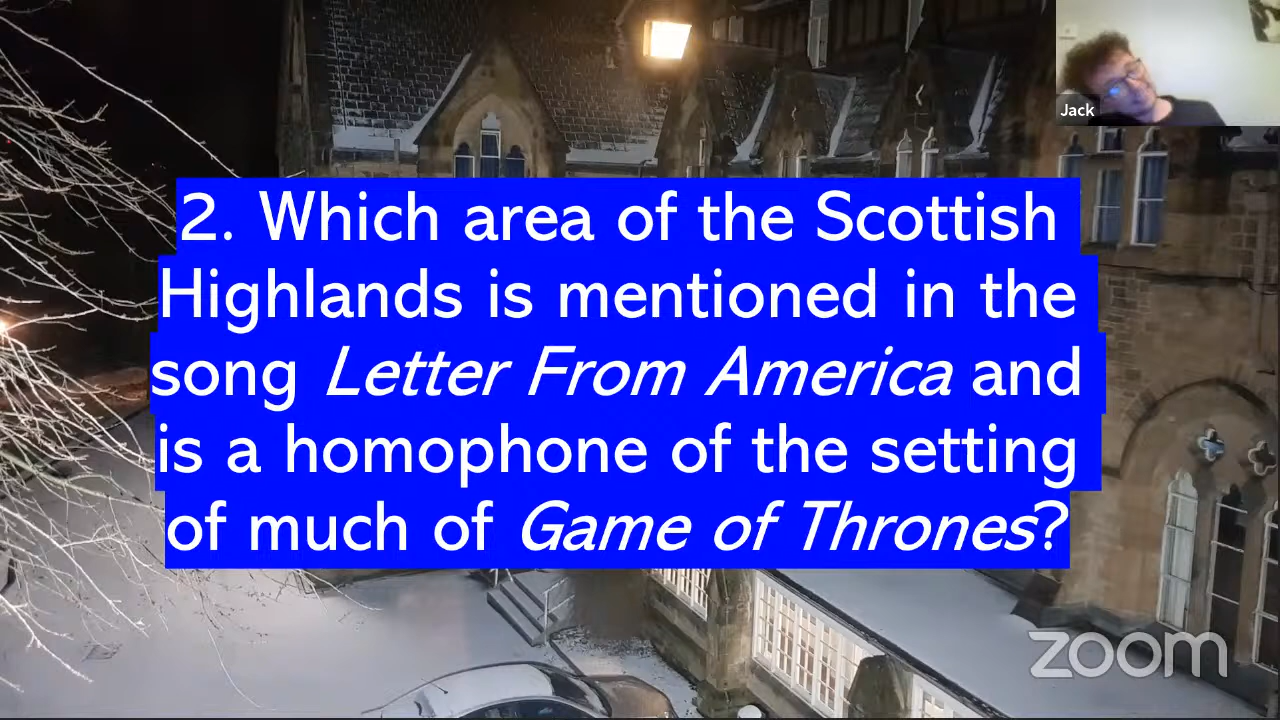 Jack
2. Which area of the Scottish
Highlands is mentioned in the
song Letter From America and
is a homophone of the setting
of much of Game of Thrones?
zoom